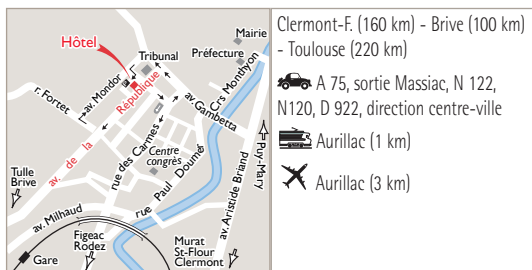 Mairie
Hôtel
Tribunal
Préfecture
Crs Monthyon
av. Mondor
r. Fortet
République
av. Gambetta
rue des Carmes
Centre
congrès
Puy-Mary
av. de la
rue Paul Doumer
av. Aristide Briand
Tulle
Brive
av. Milhaud
Figeac
Rodez
Murat
St-Flour
Clermont
Gare
Clermont-F. (160 km) - Brive (100 km)
- Toulouse (220 km)
A 75, sortie Massiac, N 122,
N120, D 922, direction centre-ville
Aurillac (1 km)
Aurillac (3 km)